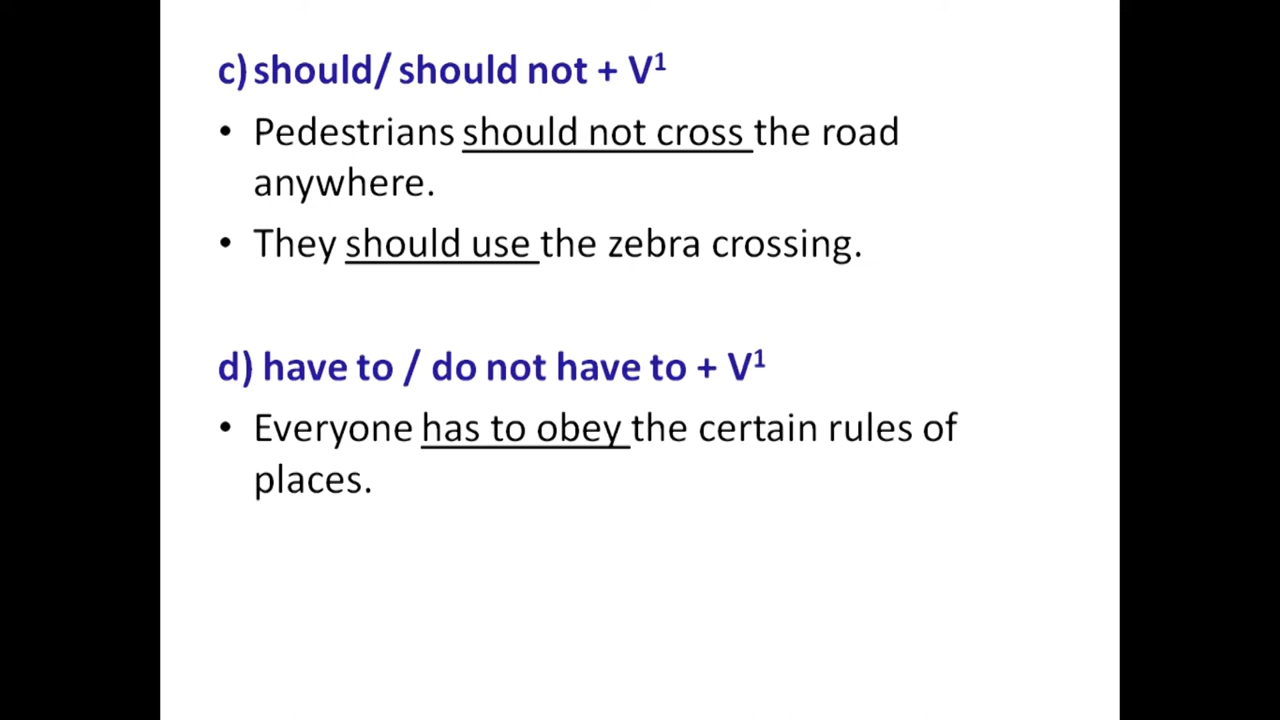 c) should/ should not + V¹
• Pedestrians should not cross the road
anywhere.
• They should use the zebra crossing.
d) have to / do not have to + V¹
• Everyone has to obey the certain rules of
places.